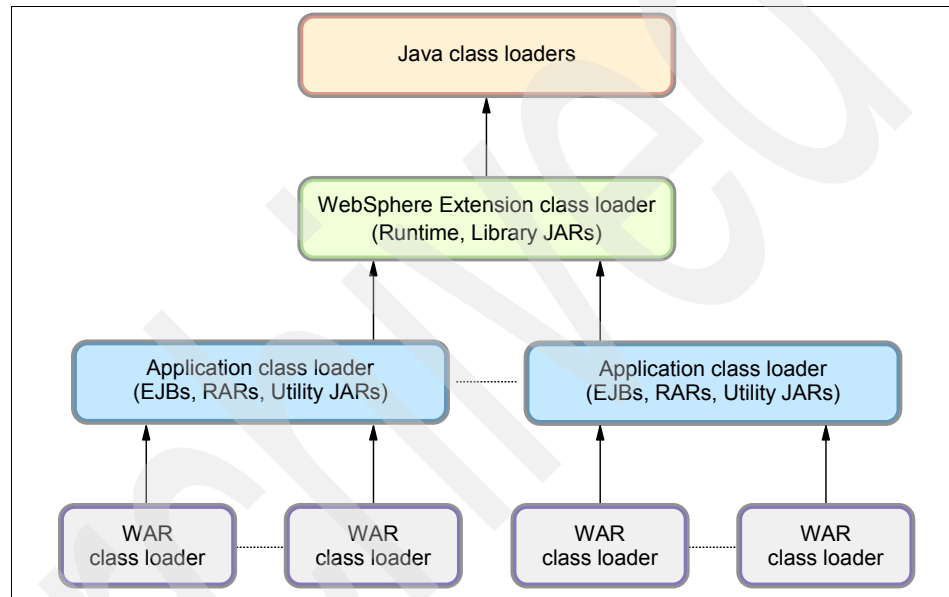 Java class loaders
WebSphere Extension class loader
(Runtime, Library JARs)
Application class loader
(EJBs, RARs, Utility JARs)
Application class loader
(EJBs, RARs, Utility JARs)
WAR
class loader
WAR
class loader
WAR
class loader
WAR
class loader